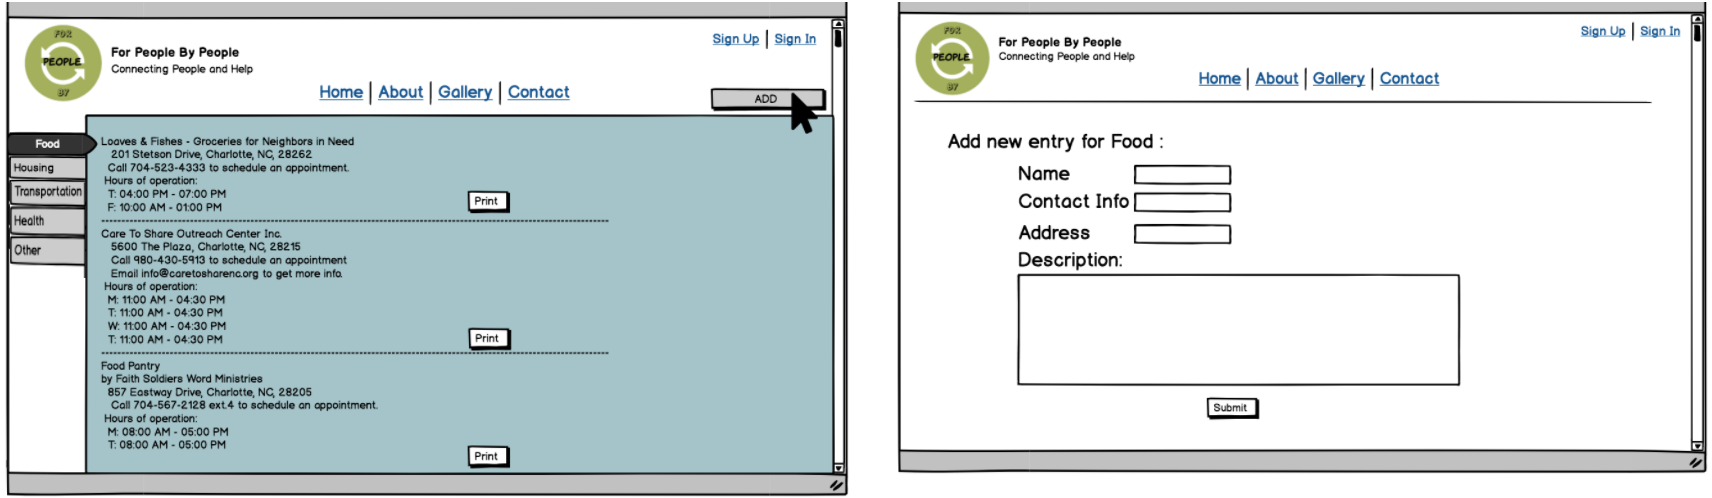 FOR
PEOPLE
BY
For People By People
Connecting People and Help
Sign Up | Sign In
Home | About | Gallery | Contact
ADD
Food
Housing
Transportation
Health
Other
Loaves & Fishes - Groceries for Neighbors in Need
201 Stetson Drive, Charlotte, NC, 28262
Call 704-523-4333 to schedule an appointment.
Hours of operation:
T: 04:00 PM - 07:00 PM
F: 10:00 AM - 01:00 PM
Print
Care To Share Outreach Center Inc.
5600 The Plaza, Charlotte, NC, 28215
Call 980-430-5913 to schedule an appointment
Email info@caretosharenc.org to get more info.
Hours of operation:
M: 11:00 AM - 04:30 PM
T: 11:00 AM - 04:30 PM
W: 11:00 AM - 04:30 PM
T: 11:00 AM - 04:30 PM
Print
Food Pantry
by Faith Soldiers Word Ministries
857 Eastway Drive, Charlotte, NC, 28205
Call 704-567-2128 ext.4 to schedule an appointment.
Hours of operation:
M: 08:00 AM - 05:00 PM
T: 08:00 AM - 05:00 PM
Print
FOR
PEOPLE
BY
For People By People
Connecting People and Help
Sign Up | Sign In
Home | About | Gallery | Contact
Add new entry for Food :
Name
Contact Info
Address
Description:
Submit